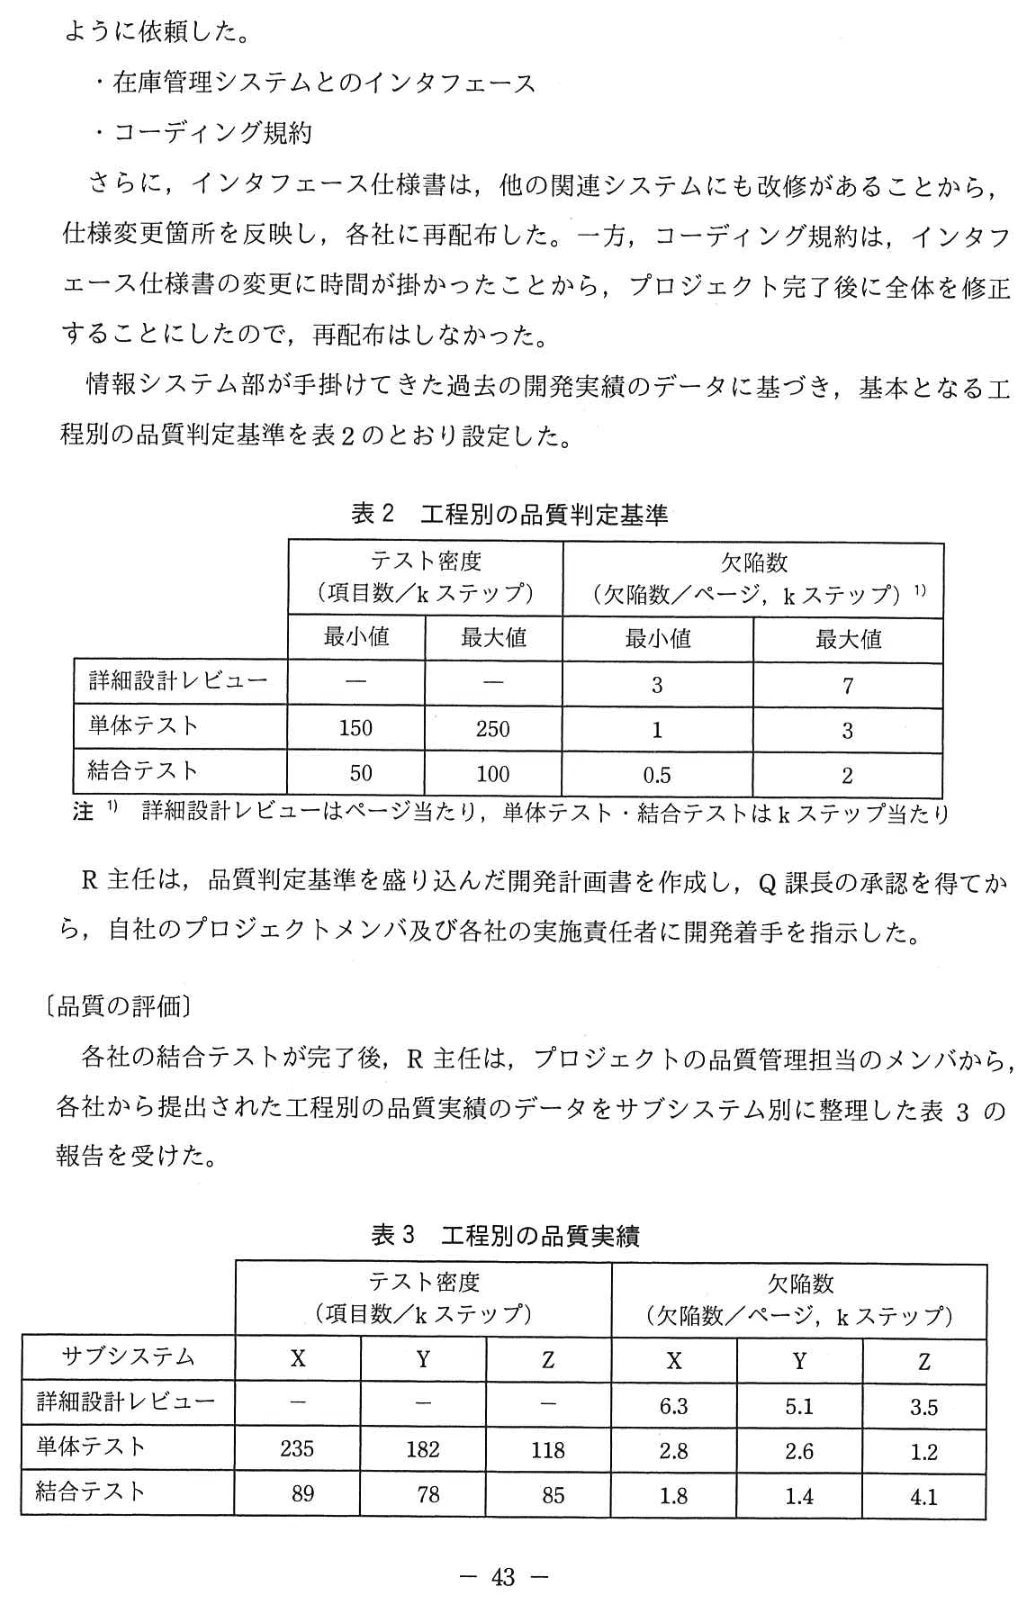 ように依頼した。
・在庫管理システムとのインタフェース
・コーディング規約
さらに，インタフェース仕様書は，他の関連システムにも改修があることから，
仕様変更箇所を反映し，各社に再配布した。一方，コーディング規約は，インタフ
ェース仕様書の変更に時間が掛かったことから，プロジェクト完了後に全体を修正
することにしたので，再配布はしなかった。
情報システム部が手掛けてきた過去の開発実績のデータに基づき，基本となる工
程別の品質判定基準を表2のとおり設定した。
表2　工程別の品質判定基準
テスト密度 欠陥数
（項目数／kステップ） （欠陥数／ページ，kステップ）1)
最小値 最大値 最小値 最大値
詳細設計レビュー － － 3 7
単体テスト 150 250 1 3
結合テスト 50 100 0.5 2
注 1)　詳細設計レビューはページ当たり，単体テスト・結合テストはkステップ当たり
R主任は，品質判定基準を盛り込んだ開発計画書を作成し，Q課長の承認を得てか
ら，自社のプロジェクトメンバ及び各社の実施責任者に開発着手を指示した。
〔品質の評価〕
各社の結合テストが完了後，R主任は，プロジェクトの品質管理担当のメンバから，
各社から提出された工程別の品質実績のデータをサブシステム別に整理した表3の
報告を受けた。
表3　工程別の品質実績
テスト密度 欠陥数
（項目数／kステップ） （欠陥数／ページ，kステップ）
サブシステム X Y Z X Y Z
詳細設計レビュー － － － 6.3 5.1 3.5
単体テスト 235 182 118 2.8 2.6 1.2
結合テスト 89 78 85 1.8 1.4 4.1
－ 43 －